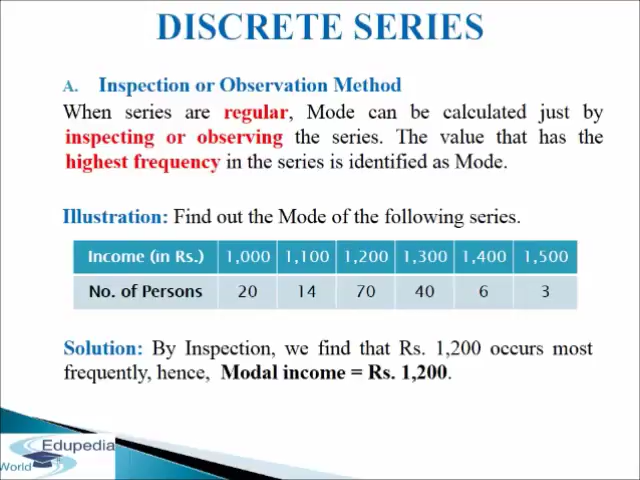 DISCRETE SERIES
A. Inspection or Observation Method
When series are regular, Mode can be calculated just by
inspecting or observing the series. The value that has the
highest frequency in the series is identified as Mode.
Illustration: Find out the Mode of the following series.
Income (in Rs.) 1,000 1,100 1,200 1,300 1,400 1,500
No. of Persons 20 14 70 40 6 3
Solution: By Inspection, we find that Rs. 1,200 occurs most
frequently, hence, Modal income = Rs. 1,200.
Edupedia
World